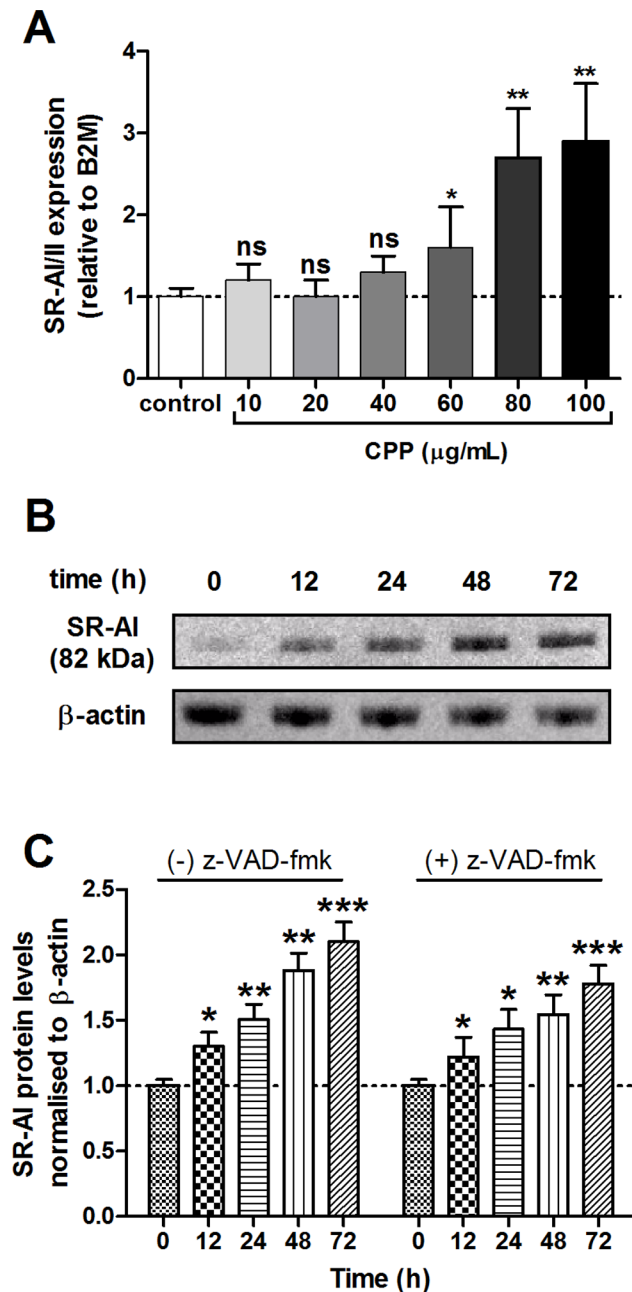 A
SR-AI/II expression
(relative to B2M)
4
3
2
1
0
ns
ns
ns
*
**
**
control 10 20 40 60 80 100
CPP (μg/mL)
B
time (h) 0 12 24 48 72
SR-AI
(82 kDa)
β-actin
C
(-) z-VAD-fmk (+) z-VAD-fmk
SR-AI protein levels
normalised to β-actin
2.5
2.0
1.5
1.0
0.5
0.0
* ** ** *** * * ** ***
0 12 24 48 72 0 12 24 48 72
Time (h)